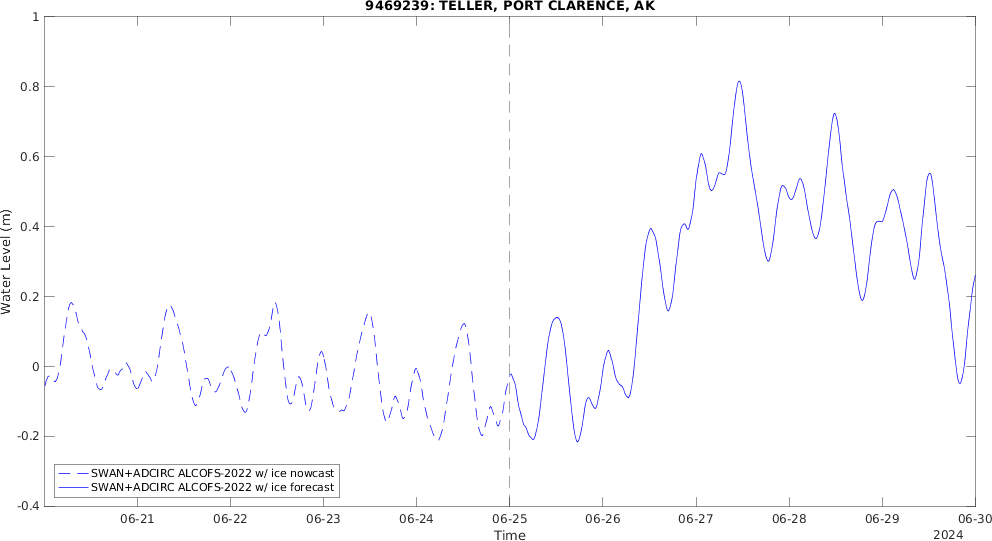 9469239: TELLER, PORT CLARENCE, AK
1
0.8
0.6
0.4
0.2
0
-0.2
-0.4
Water Level (m)
SWAN+ADCIRC ALCOFS-2022 w/ ice nowcast
SWAN+ADCIRC ALCOFS-2022 w/ ice forecast
06-21 06-22 06-23 06-24 06-25 06-26 06-27 06-28 06-29 06-30
Time
2024